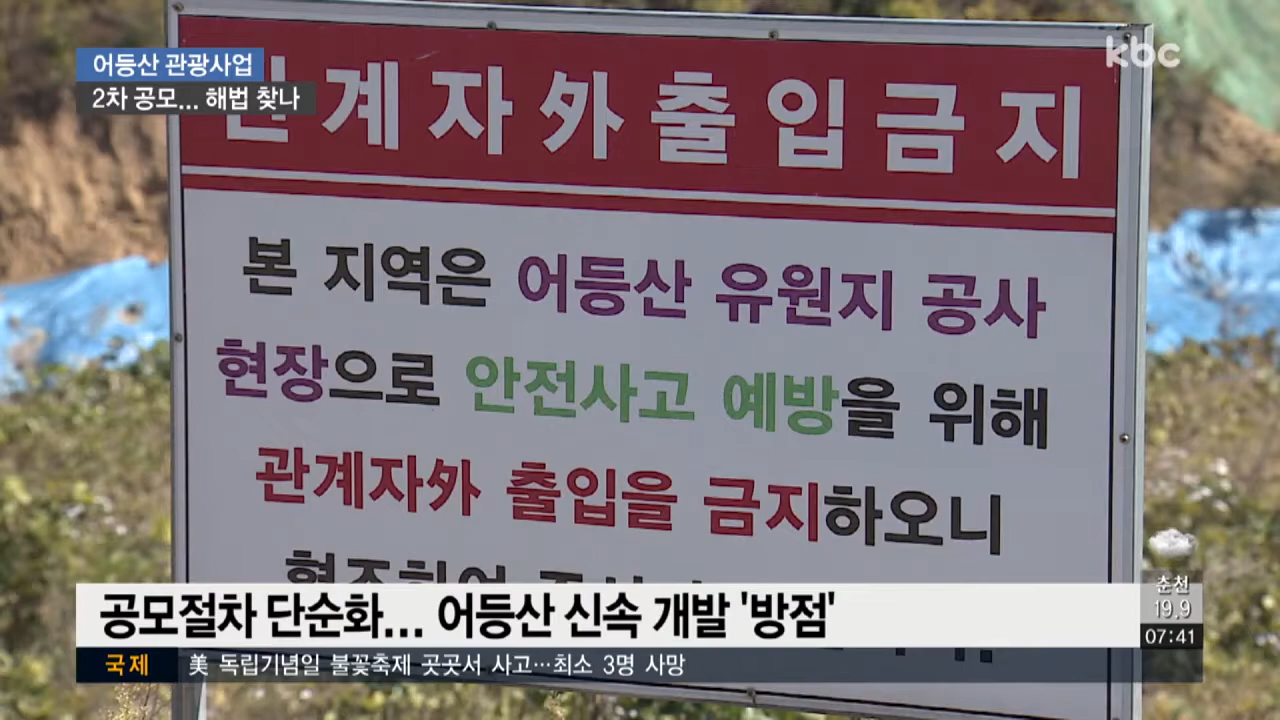 kbc
어등산 관광사업
2차 공모... 해법 찾나
관계자外출입금지
본 지역은 어등산 유원지 공사
현장으로 안전사고 예방을 위해
관계자外 출입을 금지하오니
공모절차 단순화... 어등산 신속 개발 '방점'
춘천
19.9
07:41
국제 美 독립기념일 불꽃축제 곳곳서 사고…최소 3명 사망